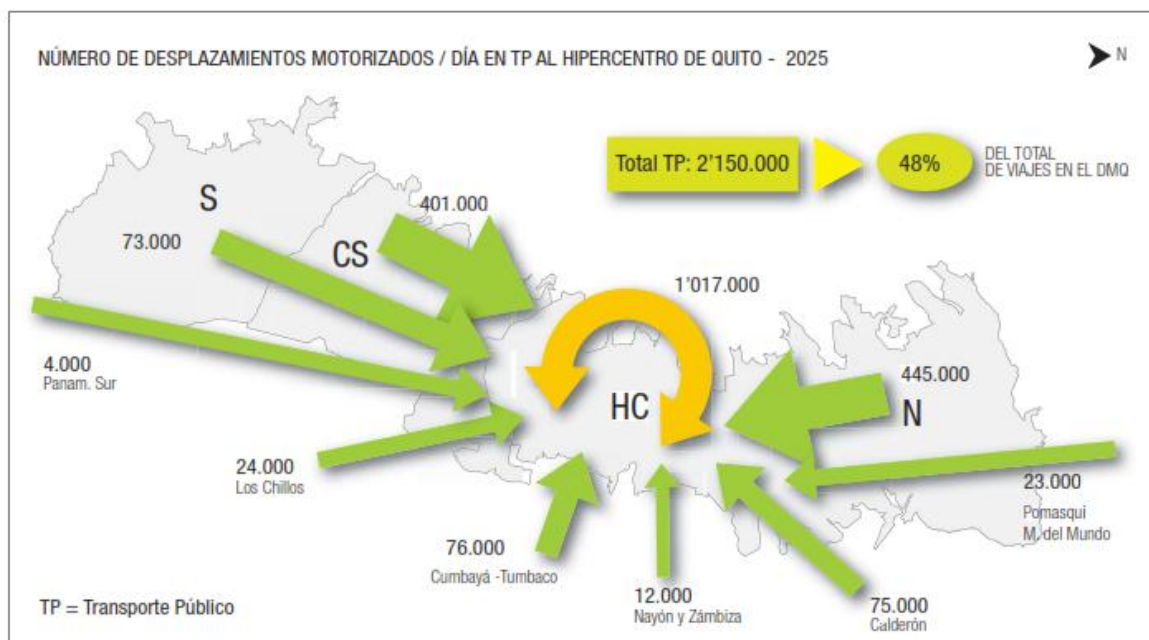 NÚMERO DE DESPLAZAMIENTOS MOTORIZADOS / DÍA EN TP AL HIPERCENTRO DE QUITO - 2025
N
Total TP: 2'150.000
48%
DEL TOTAL
DE VIAJES EN EL DMQ
S
73.000
CS
401.000
1'017.000
4.000
Panam. Sur
HC
445.000
N
24.000
Los Chillos
23.000
Pomasqui
M. del Mundo
76.000
Cumbayá -Tumbaco
12.000
Nayón y Zámbiza
75.000
Calderón
TP = Transporte Público